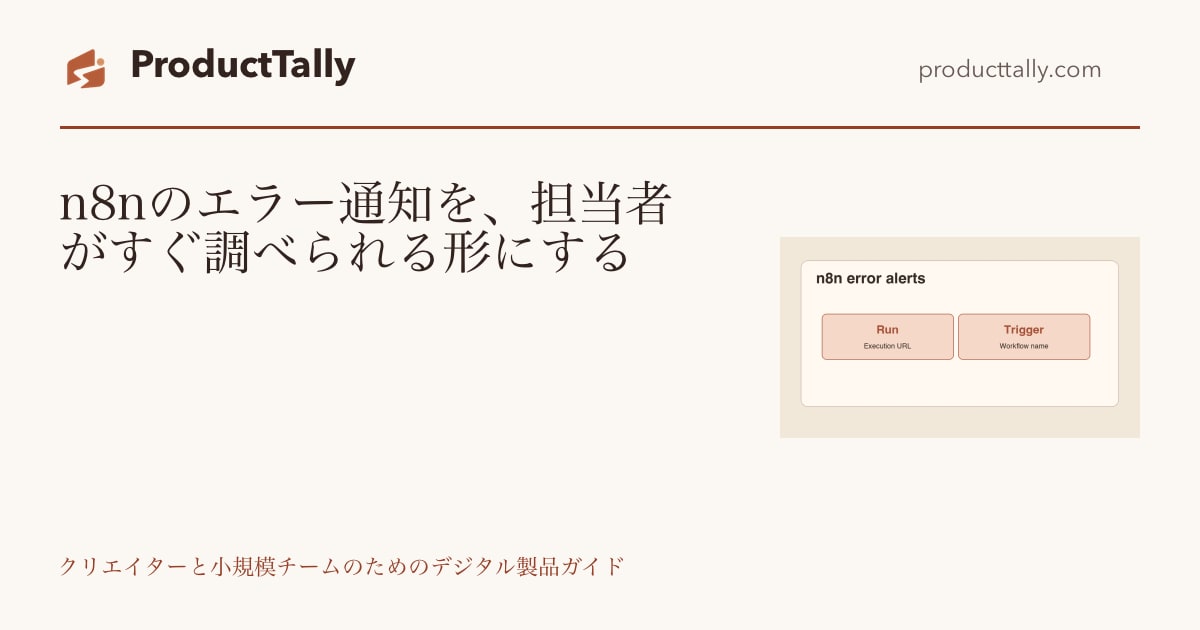 ProductTally
producttally.com
n8nのエラー通知を、担当者
がすぐ調べられる形にする
n8n error alerts
Run
Execution URL
Trigger
Workflow name
クリエイターと小規模チームのためのデジタル製品ガイド